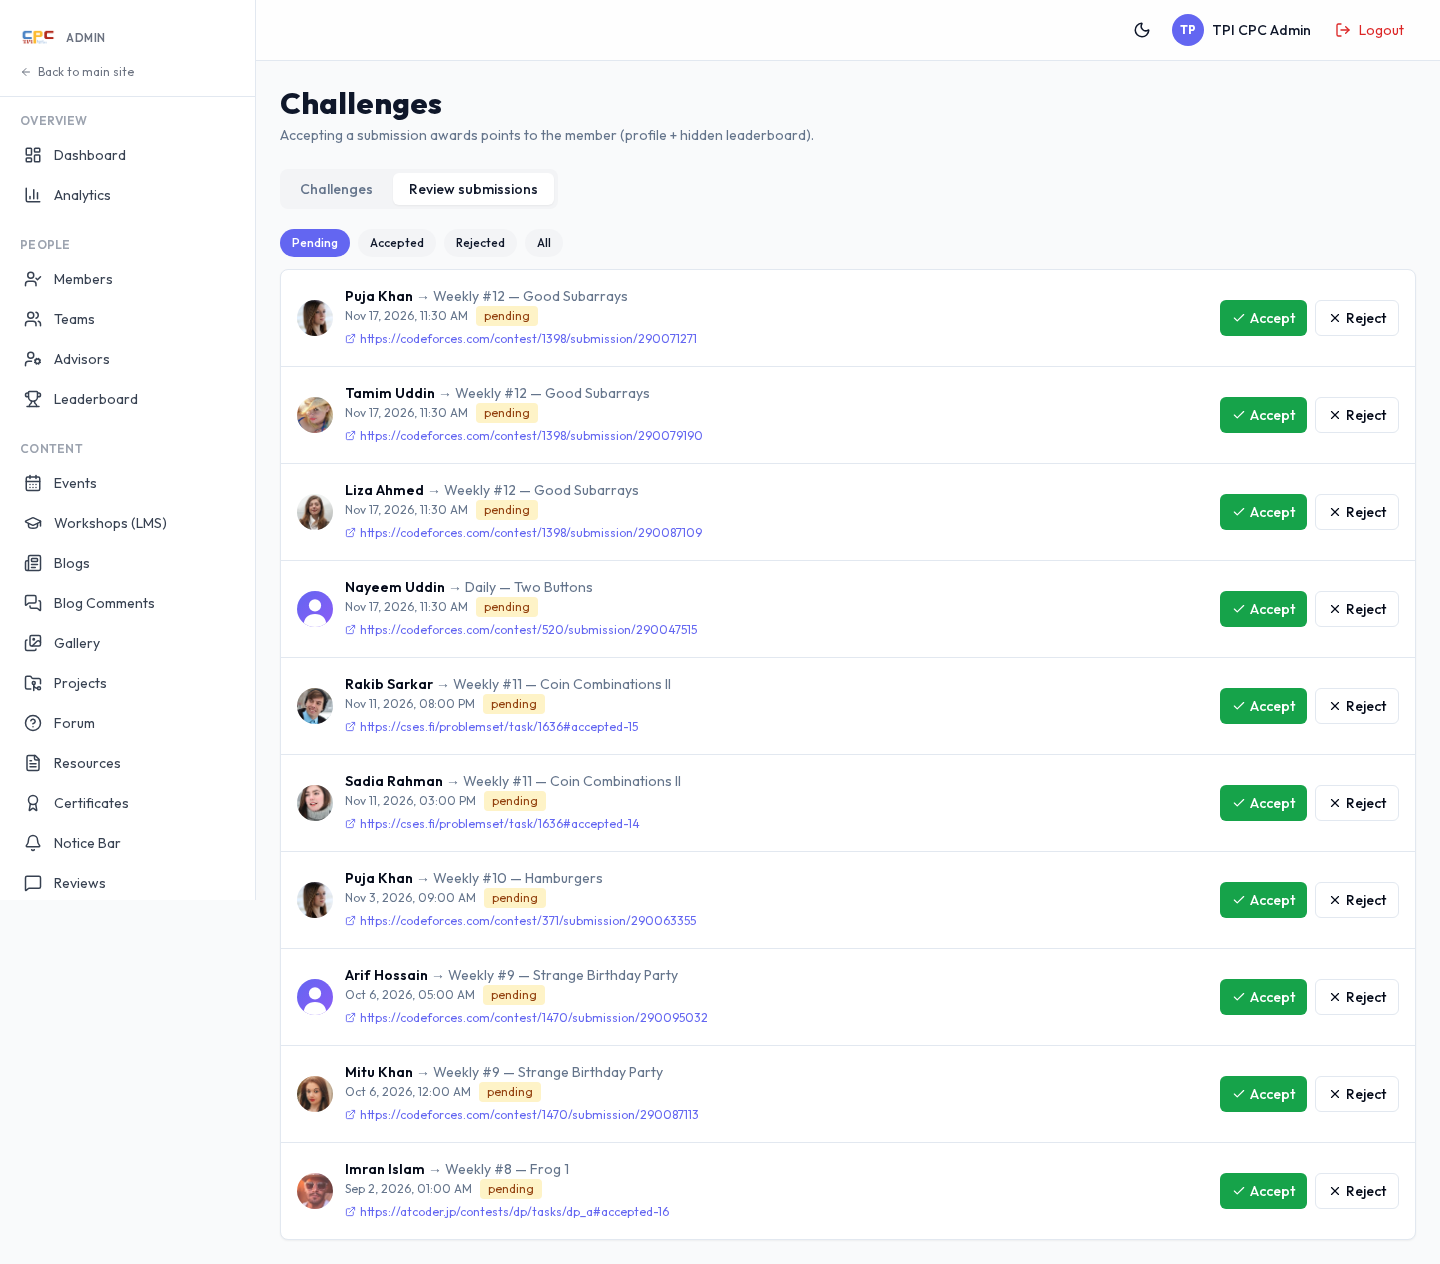 CPC ADMIN
Back to main site
OVERVIEW
Dashboard
Analytics
PEOPLE
Members
Teams
Advisors
Leaderboard
CONTENT
Events
Workshops (LMS)
Blogs
Blog Comments
Gallery
Projects
Forum
Resources
Certificates
Notice Bar
Reviews
TP TPI CPC Admin Logout
Challenges
Accepting a submission awards points to the member (profile + hidden leaderboard).
Challenges Review submissions
Pending Accepted Rejected All
Puja Khan → Weekly #12 — Good Subarrays
Nov 17, 2026, 11:30 AM pending
https://codeforces.com/contest/1398/submission/290071271
Accept Reject
Tamim Uddin → Weekly #12 — Good Subarrays
Nov 17, 2026, 11:30 AM pending
https://codeforces.com/contest/1398/submission/290079190
Accept Reject
Liza Ahmed → Weekly #12 — Good Subarrays
Nov 17, 2026, 11:30 AM pending
https://codeforces.com/contest/1398/submission/290087109
Accept Reject
Nayeem Uddin → Daily — Two Buttons
Nov 17, 2026, 11:30 AM pending
https://codeforces.com/contest/520/submission/290047515
Accept Reject
Rakib Sarkar → Weekly #11 — Coin Combinations II
Nov 11, 2026, 08:00 PM pending
https://cses.fi/problemset/task/1636#accepted-15
Accept Reject
Sadia Rahman → Weekly #11 — Coin Combinations II
Nov 11, 2026, 03:00 PM pending
https://cses.fi/problemset/task/1636#accepted-14
Accept Reject
Puja Khan → Weekly #10 — Hamburgers
Nov 3, 2026, 09:00 AM pending
https://codeforces.com/contest/371/submission/290063355
Accept Reject
Arif Hossain → Weekly #9 — Strange Birthday Party
Oct 6, 2026, 05:00 AM pending
https://codeforces.com/contest/1470/submission/290095032
Accept Reject
Mitu Khan → Weekly #9 — Strange Birthday Party
Oct 6, 2026, 12:00 AM pending
https://codeforces.com/contest/1470/submission/290087113
Accept Reject
Imran Islam → Weekly #8 — Frog 1
Sep 2, 2026, 01:00 AM pending
https://atcoder.jp/contests/dp/tasks/dp_a#accepted-16
Accept Reject